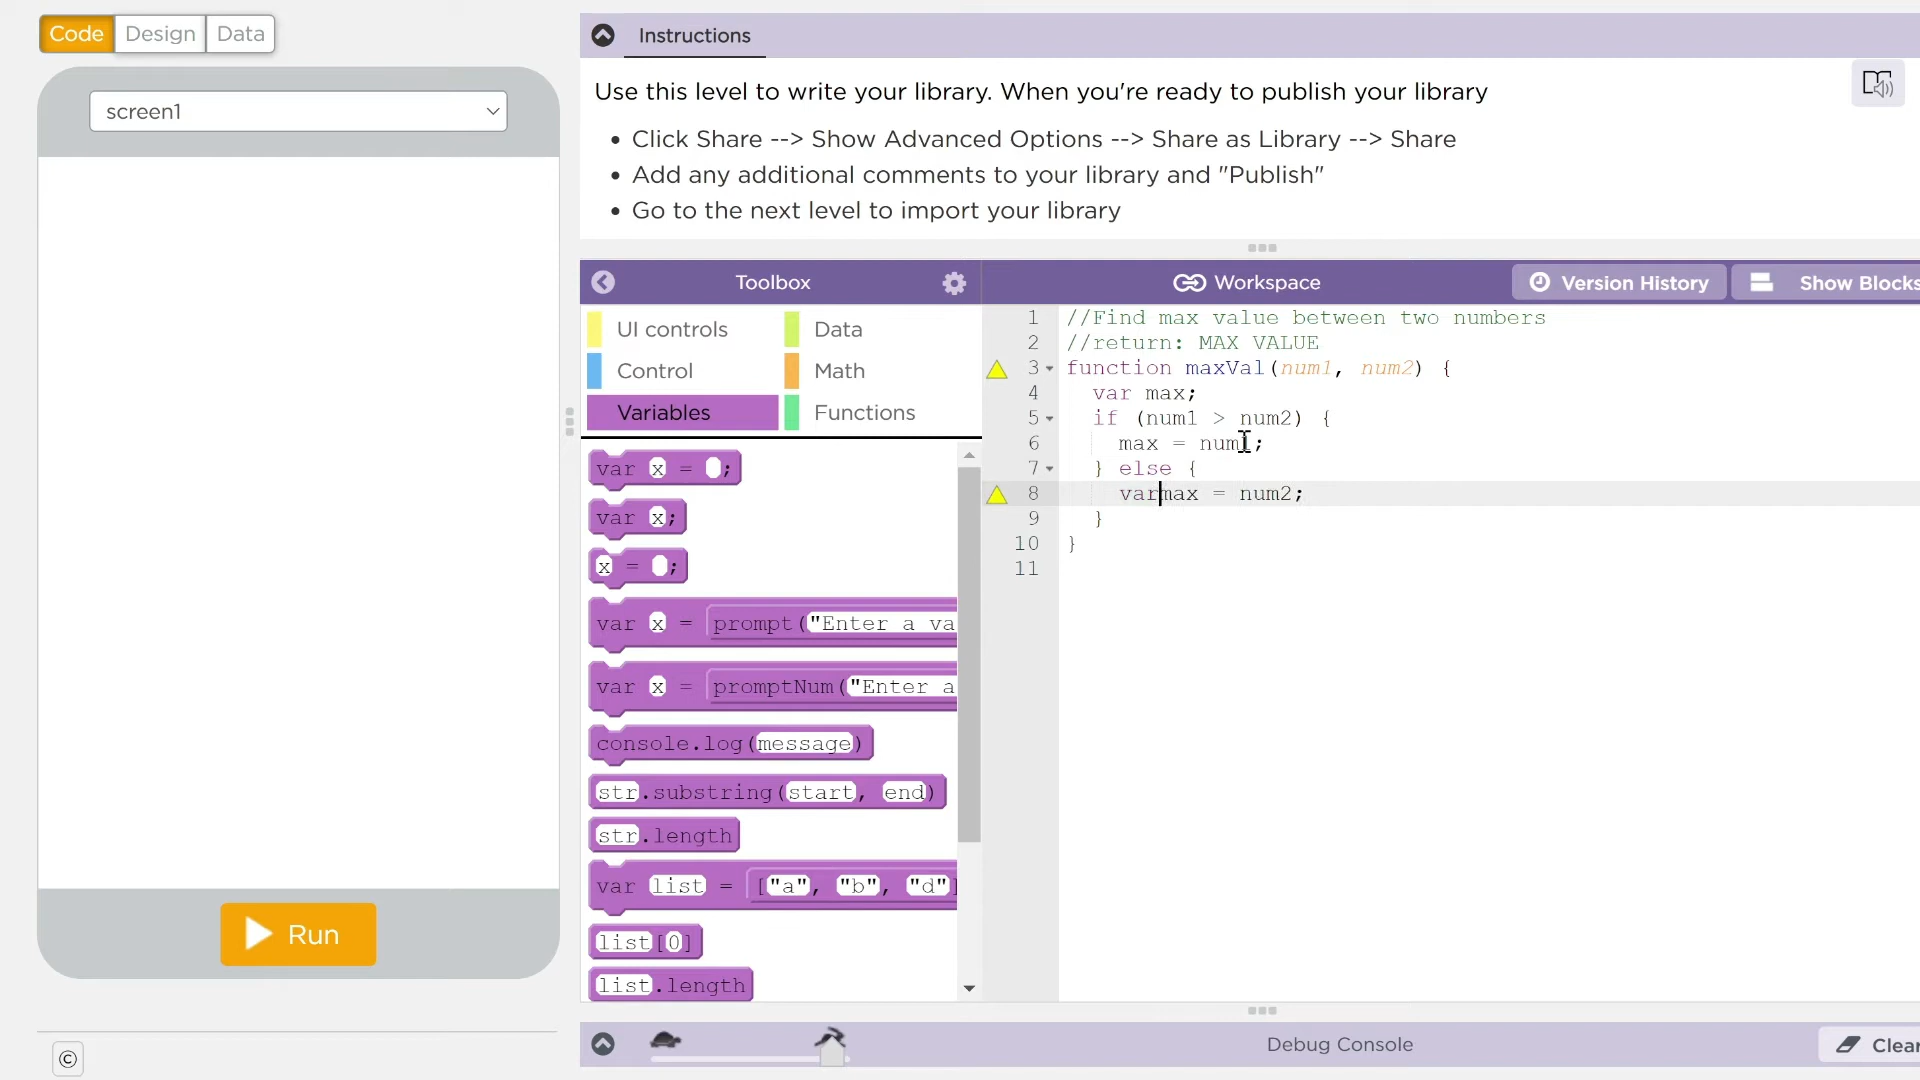 Code Design Data
screen1
Run
©
Instructions
Use this level to write your library. When you're ready to publish your library
• Click Share --> Show Advanced Options --> Share as Library --> Share
• Add any additional comments to your library and "Publish"
• Go to the next level to import your library
Toolbox
Workspace
Version History
Show Blocks
UI controls
Data
Control
Math
Variables
Functions
var x = ;
var x;
x = ;
var x = prompt("Enter a va
var x = promptNum("Enter a
console.log(message)
str.substring(start, end)
str.length
var list = ["a", "b", "d"]
list[0]
list.length
1 //Find max value between two numbers
2 //return: MAX VALUE
3 function maxVal(num1, num2) {
4 var max;
5 if (num1 > num2) {
6 max = num1;
7 } else {
8 varmax = num2;
9 }
10 }
11
Debug Console
Clear